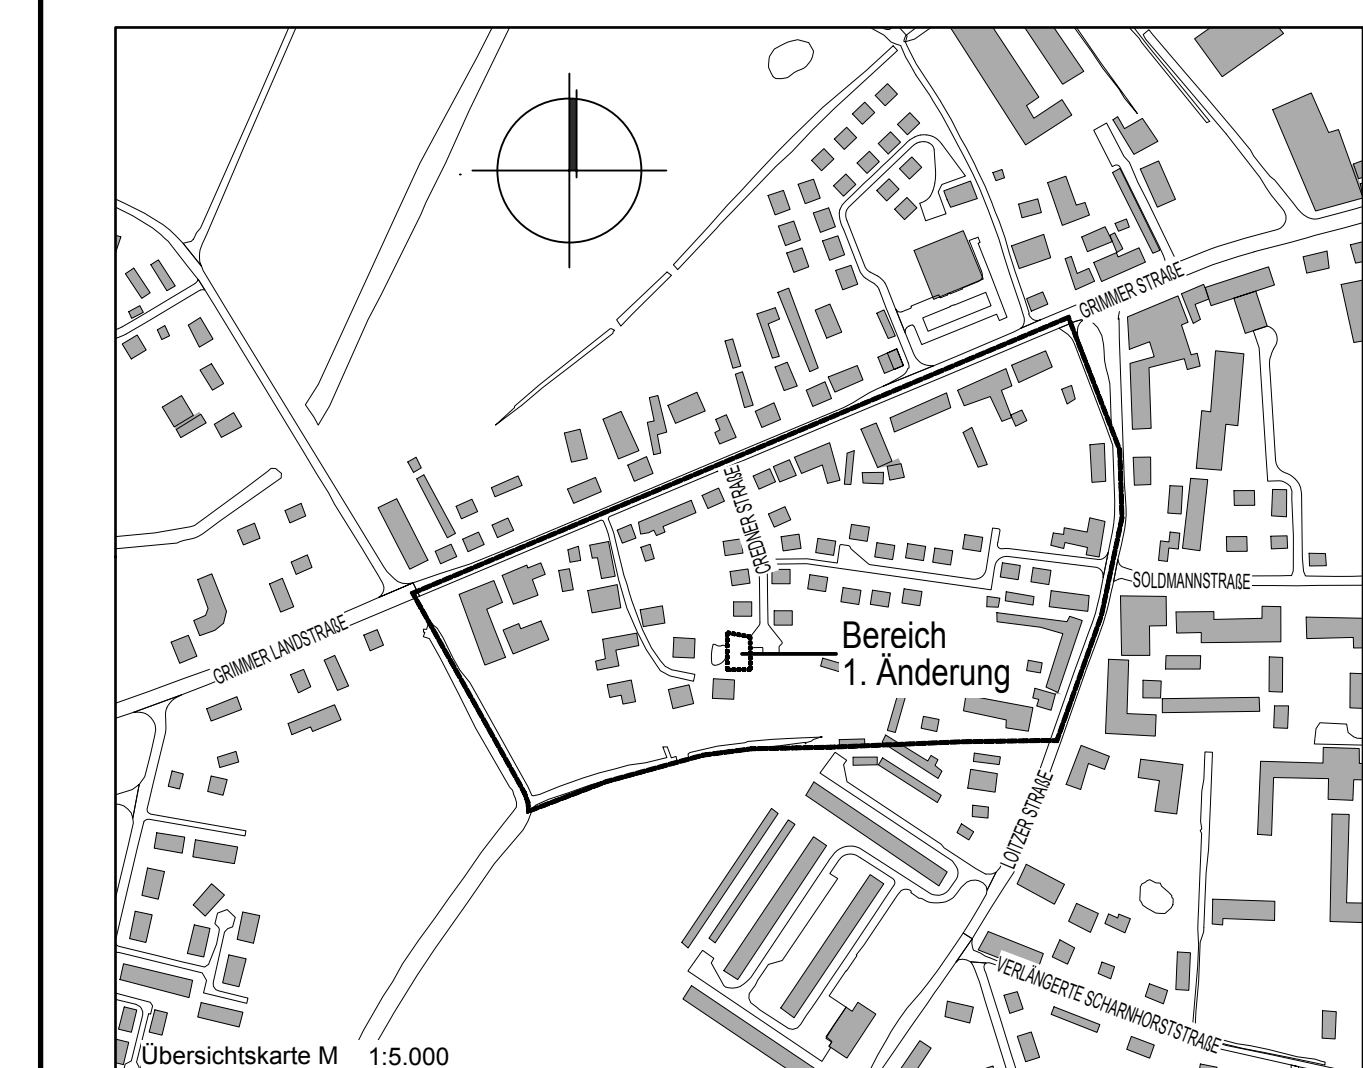 GRIMMER STRAßE
CREDNER STRAßE
SOLDMANNSTRAßE
GRIMMER LANDSTRAßE
Bereich
1. Änderung
LOITZER STRAßE
VERLÄNGERTE SCHARNHORSTSTRAßE
Übersichtskarte M 1:5.000